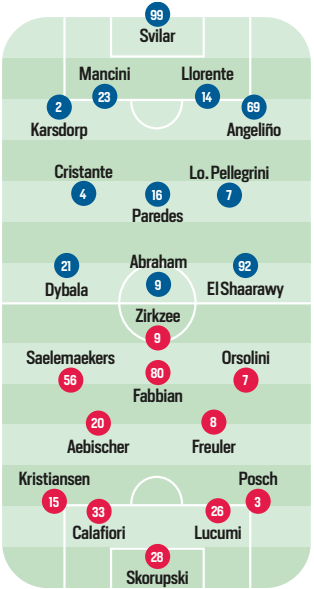 99
Svilar
Mancini
Llorente
23
14
2
69
Karsdorp
Angeliño
Cristante
Lo. Pellegrini
4
16
7
Paredes
21
Abraham
92
9
Dybala
El Shaarawy
Zirkzee
9
Saelemaekers
Orsolini
56
80
7
Fabbian
20
8
Aebischer
Freuler
Kristiansen
Posch
15
33
26
3
Calafiori
Lucumi
28
Skorupski